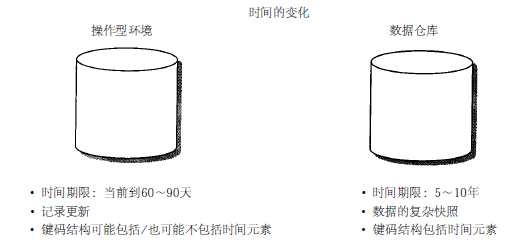 时间的变化
操作型环境
数据仓库
• 时间期限: 当前到60～90天
• 记录更新
• 键码结构可能包括/也可能不包括时间元素
• 时间期限: 5～10年
• 数据的复杂快照
• 键码结构包括时间元素